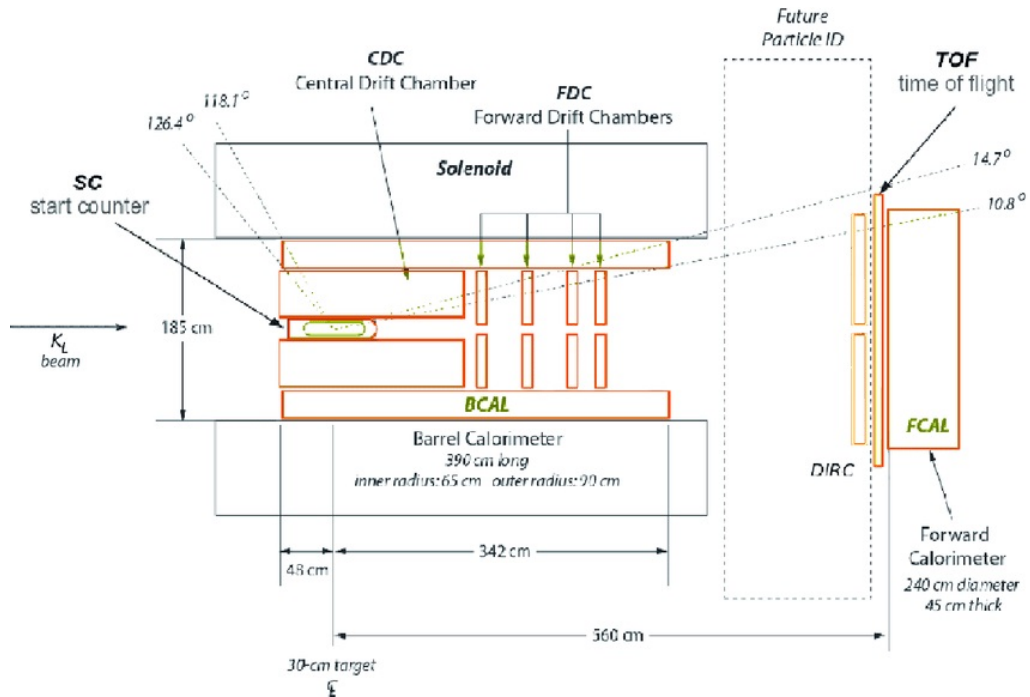 Future
Particle ID
CDC
Central Drift Chamber
TOF
time of flight
FDC
Forward Drift Chambers
118.1°
126.4°
14.7°
Solenoid
10.8°
SC
start counter
185 cm
K_L
beam
BCAL
FCAL
Barrel Calorimeter
390 cm long
inner radius: 65 cm outer radius: 90 cm
DIRC
Forward
Calorimeter
240 cm diameter
45 cm thick
342 cm
48 cm
560 cm
30-cm target
℄